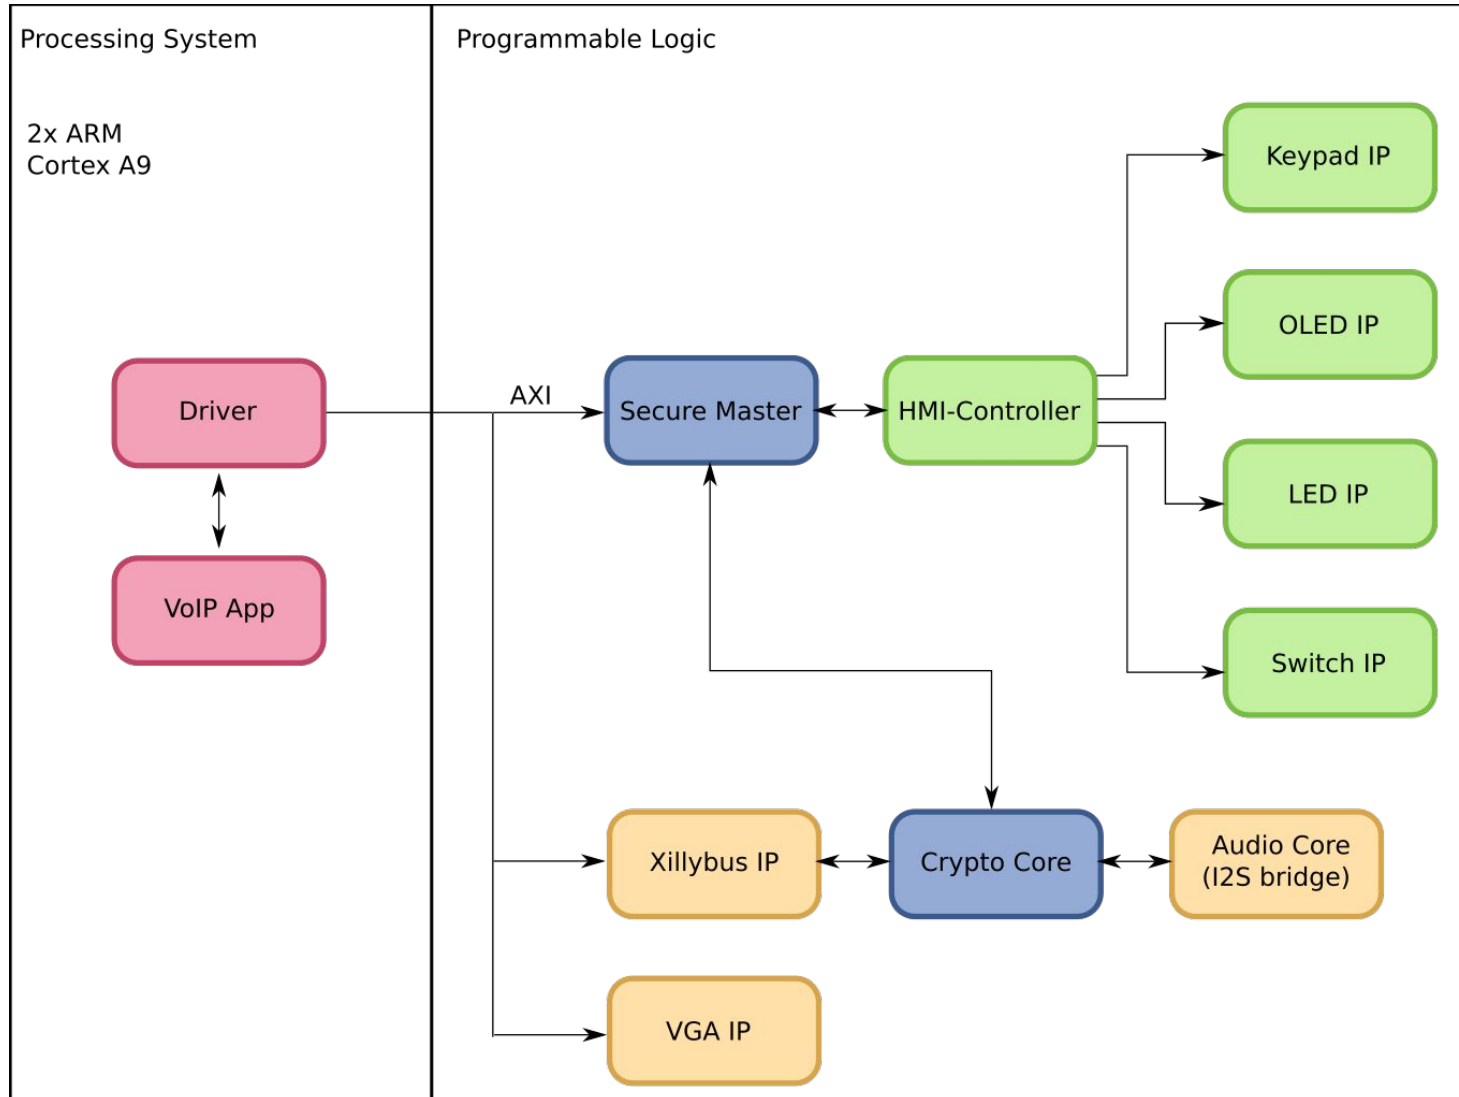 Processing System
Programmable Logic
2x ARM
Cortex A9
Keypad IP
OLED IP
AXI
Driver
Secure Master
HMI-Controller
LED IP
VoIP App
Switch IP
Xillybus IP
Crypto Core
Audio Core
(I2S bridge)
VGA IP